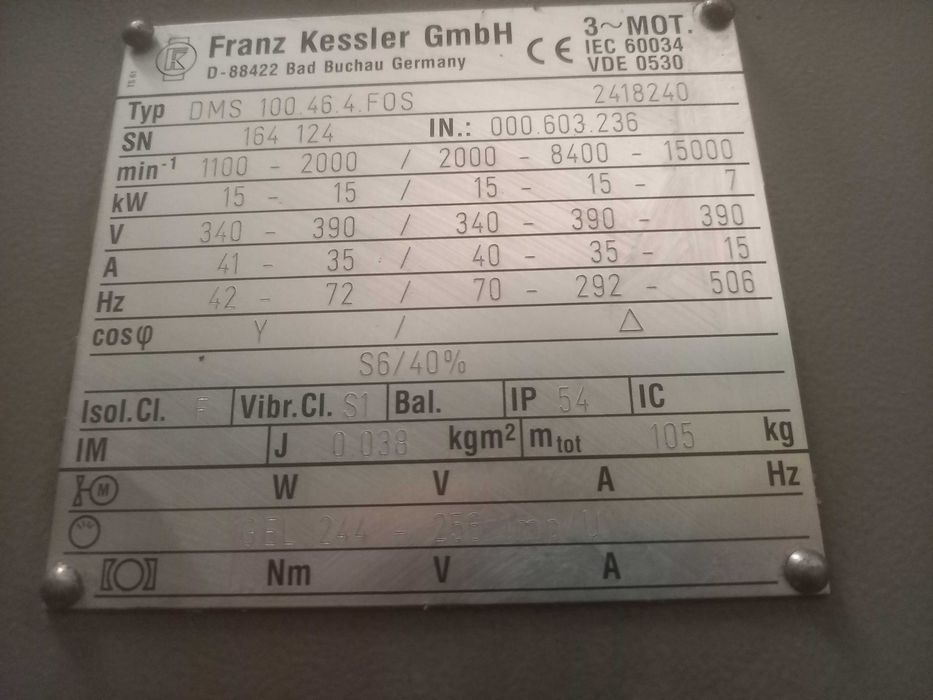 Franz Kessler GmbH
D-88422 Bad Buchau Germany
CE
3~MOT.
IEC 60034
VDE 0530
Typ DMS 100.46.4.FOS 2418240
SN 164 124 IN.: 000.603.236
min⁻¹ 1100 - 2000 / 2000 - 8400 - 15000
kW 15 - 15 / 15 - 15 - 7
V 340 - 390 / 340 - 390 - 390
A 41 - 35 / 40 - 35 - 15
Hz 42 - 72 / 70 - 292 - 506
cosφ Y / △
S6/40%
Isol.Cl. F Vibr.Cl. S1 Bal. IP 54 IC
IM J 0.038 kgm² mtot 105 kg
M W V A Hz
GEL 244 - 256
Nm V A